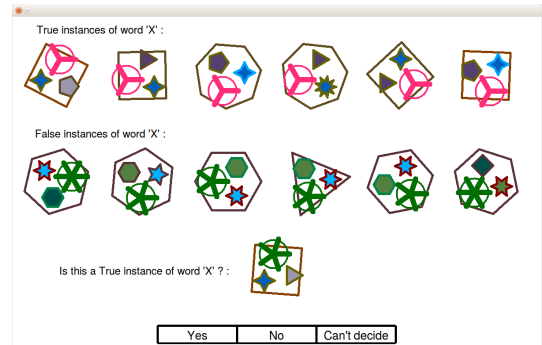 True instances of word 'X' :
False instances of word 'X' :
Is this a True instance of word 'X' ? :
Yes No Can't decide